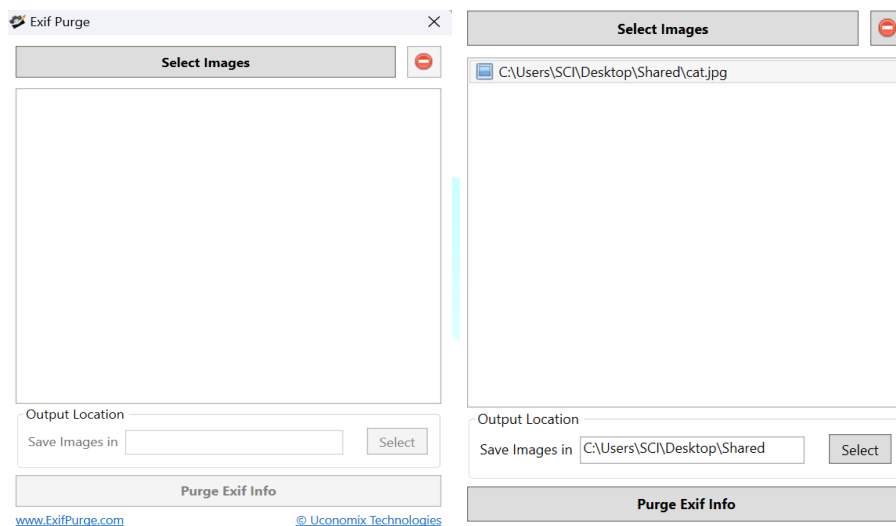 Exif Purge
Select Images
Output Location
Save Images in
Select
Purge Exif Info
www.ExifPurge.com
© Uconomix Technologies
Select Images
C:\Users\SCI\Desktop\Shared\cat.jpg
Output Location
Save Images in C:\Users\SCI\Desktop\Shared Select
Purge Exif Info